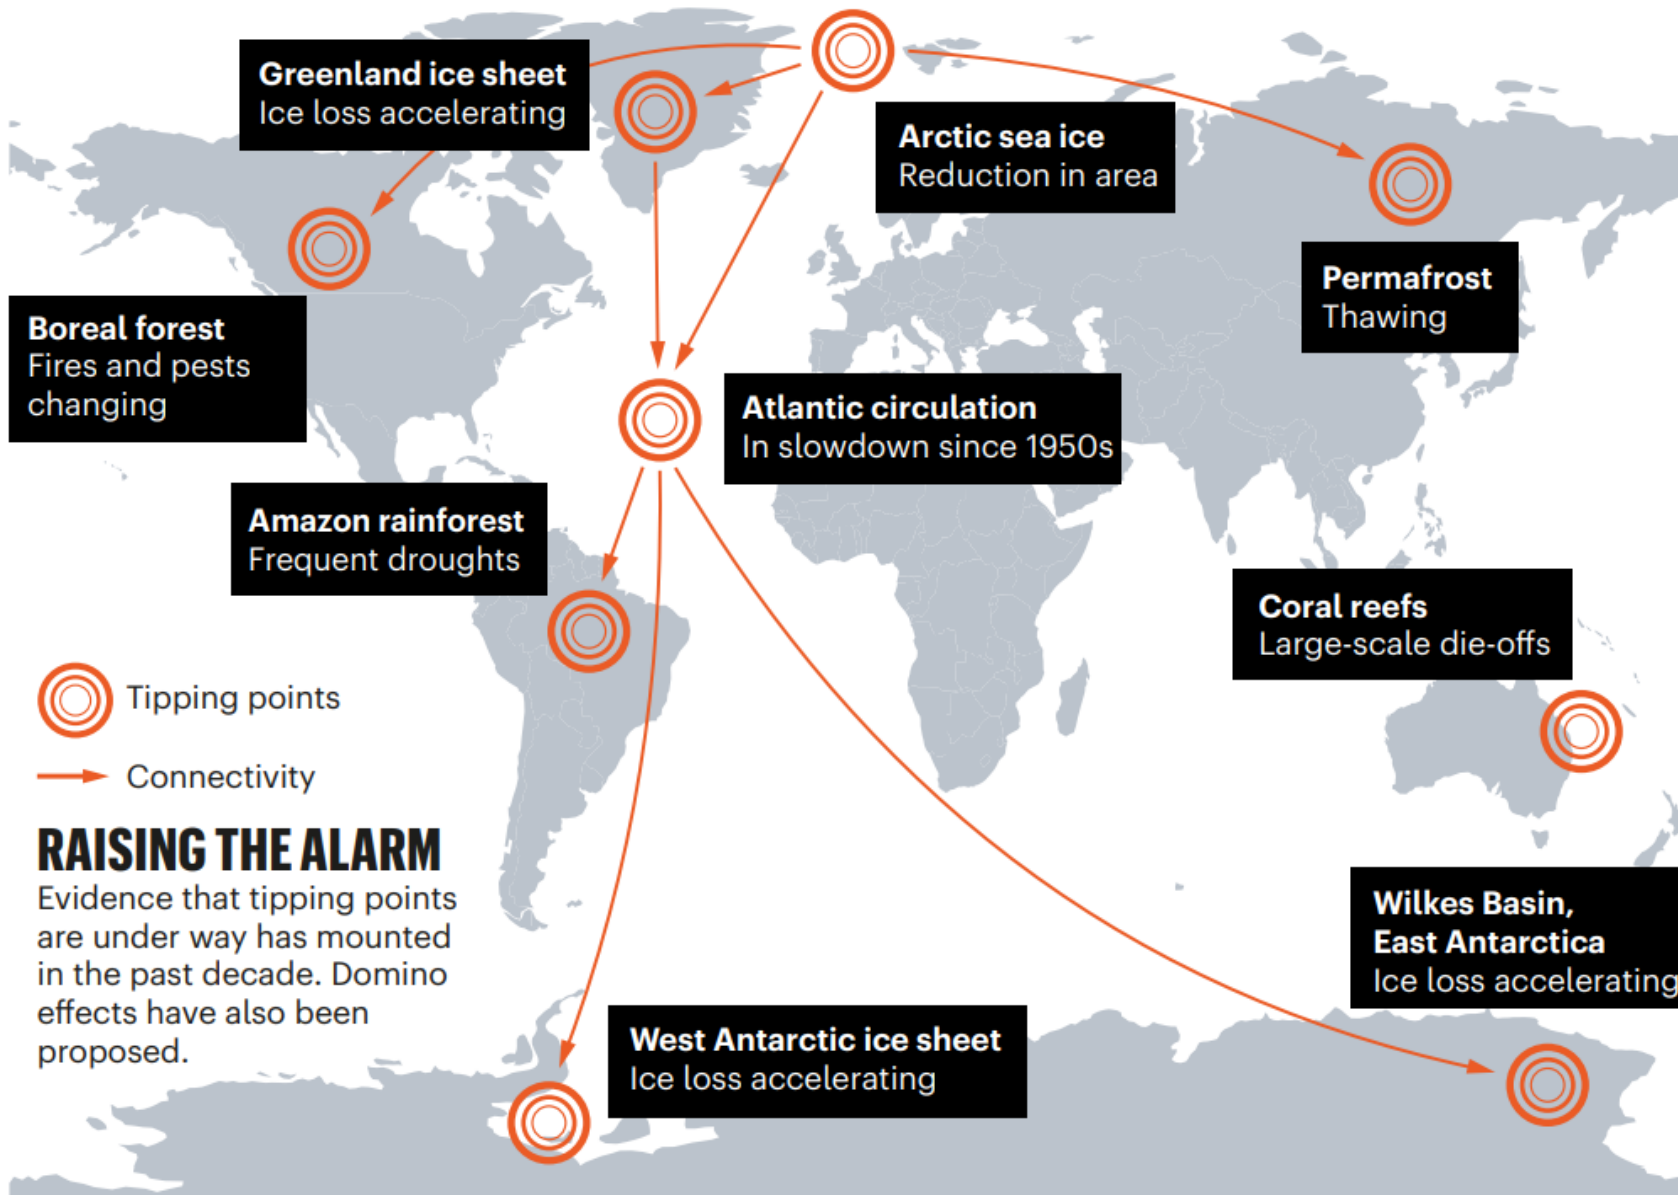 Greenland ice sheet
Ice loss accelerating
Arctic sea ice
Reduction in area
Permafrost
Thawing
Boreal forest
Fires and pests
changing
Atlantic circulation
In slowdown since 1950s
Amazon rainforest
Frequent droughts
Coral reefs
Large-scale die-offs
Tipping points
Connectivity
RAISING THE ALARM
Evidence that tipping points
are under way has mounted
in the past decade. Domino
effects have also been
proposed.
Wilkes Basin,
East Antarctica
Ice loss accelerating
West Antarctic ice sheet
Ice loss accelerating